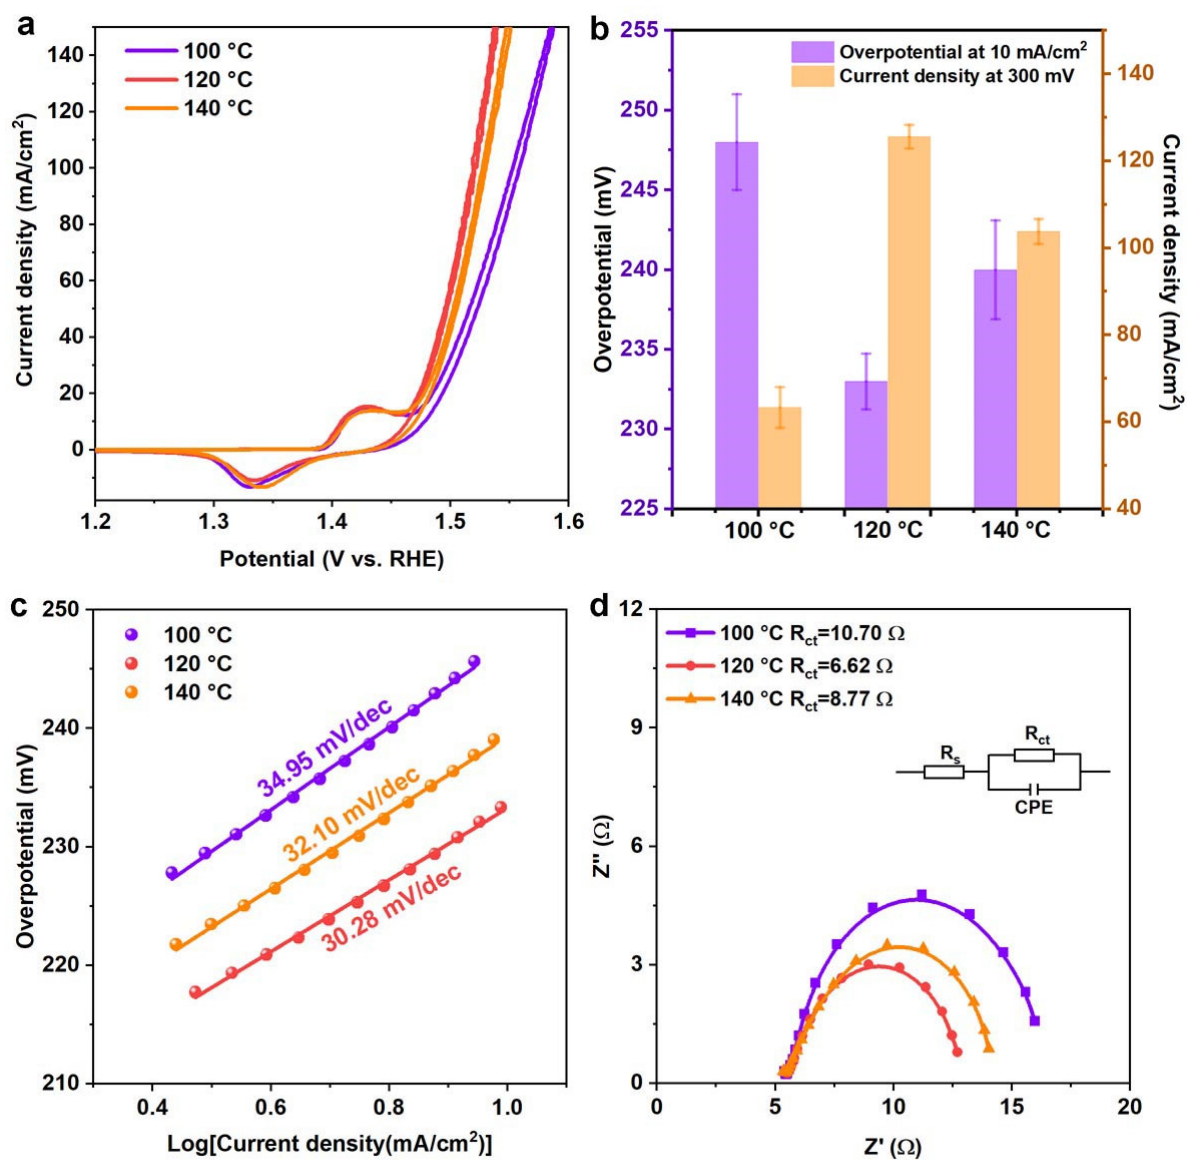 a
100 °C
120 °C
140 °C
140
120
100
80
60
40
20
0
1.2 1.3 1.4 1.5 1.6
Current density (mA/cm²)
Potential (V vs. RHE)
b
Overpotential at 10 mA/cm²
Current density at 300 mV
255
250
245
240
235
230
225
140
120
100
80
60
40
100 °C 120 °C 140 °C
Overpotential (mV)
Current density (mA/cm²)
c
100 °C
120 °C
140 °C
34.95 mV/dec
32.10 mV/dec
30.28 mV/dec
250
240
230
220
210
0.4 0.6 0.8 1.0
Overpotential (mV)
Log[Current density(mA/cm²)]
d
100 °C Rct=10.70 Ω
120 °C Rct=6.62 Ω
140 °C Rct=8.77 Ω
Rs
Rct
CPE
12
9
6
3
0
0 5 10 15 20
Z'' (Ω)
Z' (Ω)